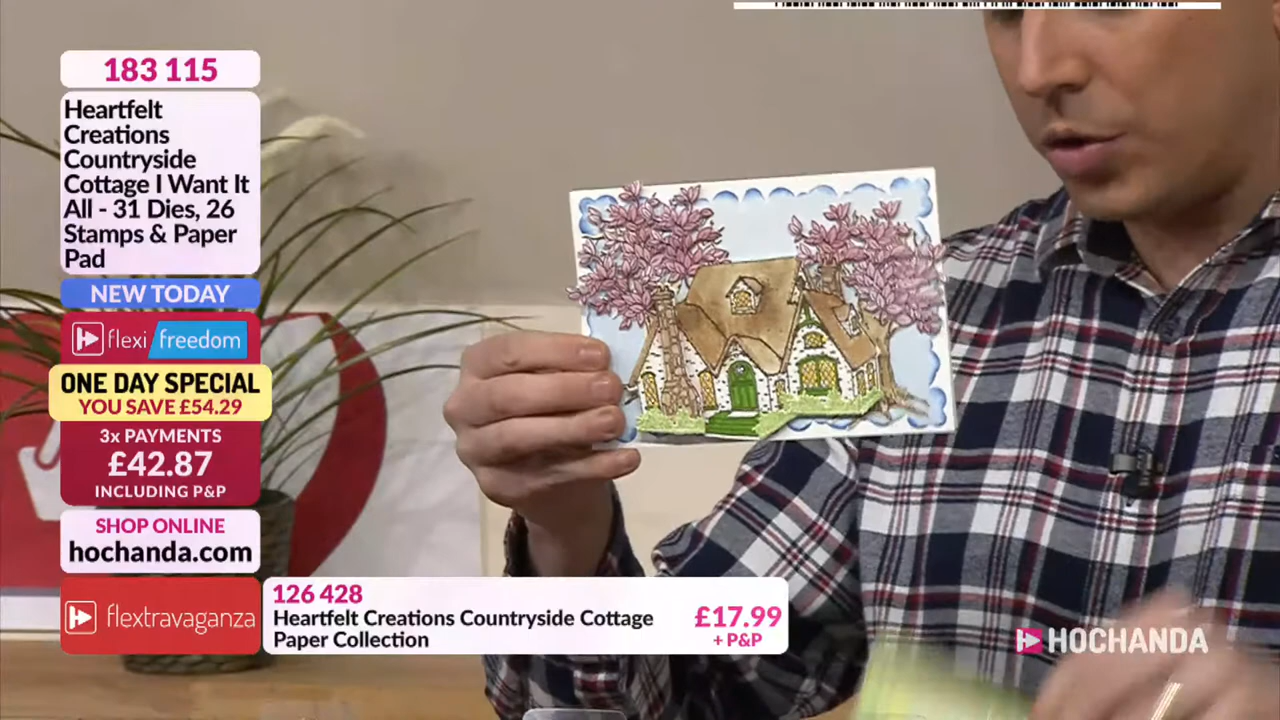 183 115
Heartfelt
Creations
Countryside
Cottage I Want It
All - 31 Dies, 26
Stamps & Paper
Pad
NEW TODAY
flexi freedom
ONE DAY SPECIAL
YOU SAVE £54.29
3x PAYMENTS
£42.87
INCLUDING P&P
SHOP ONLINE
hochanda.com
flextravaganza
126 428
Heartfelt Creations Countryside Cottage
Paper Collection
£17.99
+ P&P
HOCHANDA